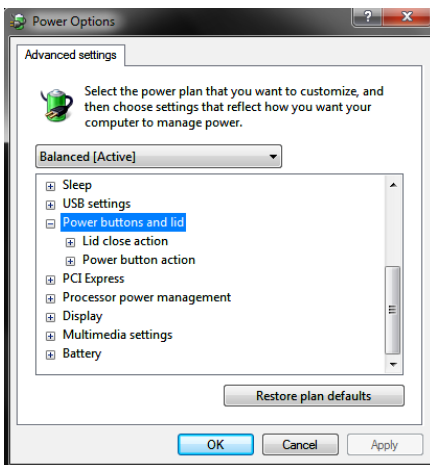 Power Options
Advanced settings
Select the power plan that you want to customize, and
then choose settings that reflect how you want your
computer to manage power.
Balanced [Active]
Sleep
USB settings
Power buttons and lid
Lid close action
Power button action
PCI Express
Processor power management
Display
Multimedia settings
Battery
Restore plan defaults
OK Cancel Apply